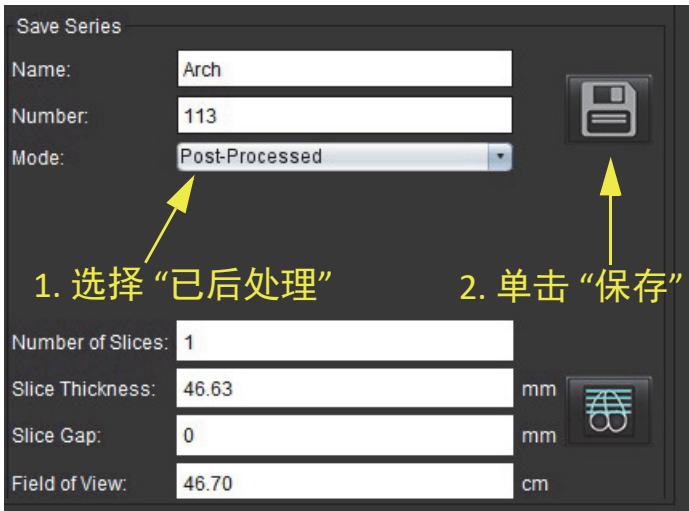 Save Series
Name: Arch
Number: 113
Mode: Post-Processed
1. 选择 “已后处理”
2. 单击 “保存”
Number of Slices: 1
Slice Thickness: 46.63 mm
Slice Gap: 0 mm
Field of View: 46.70 cm